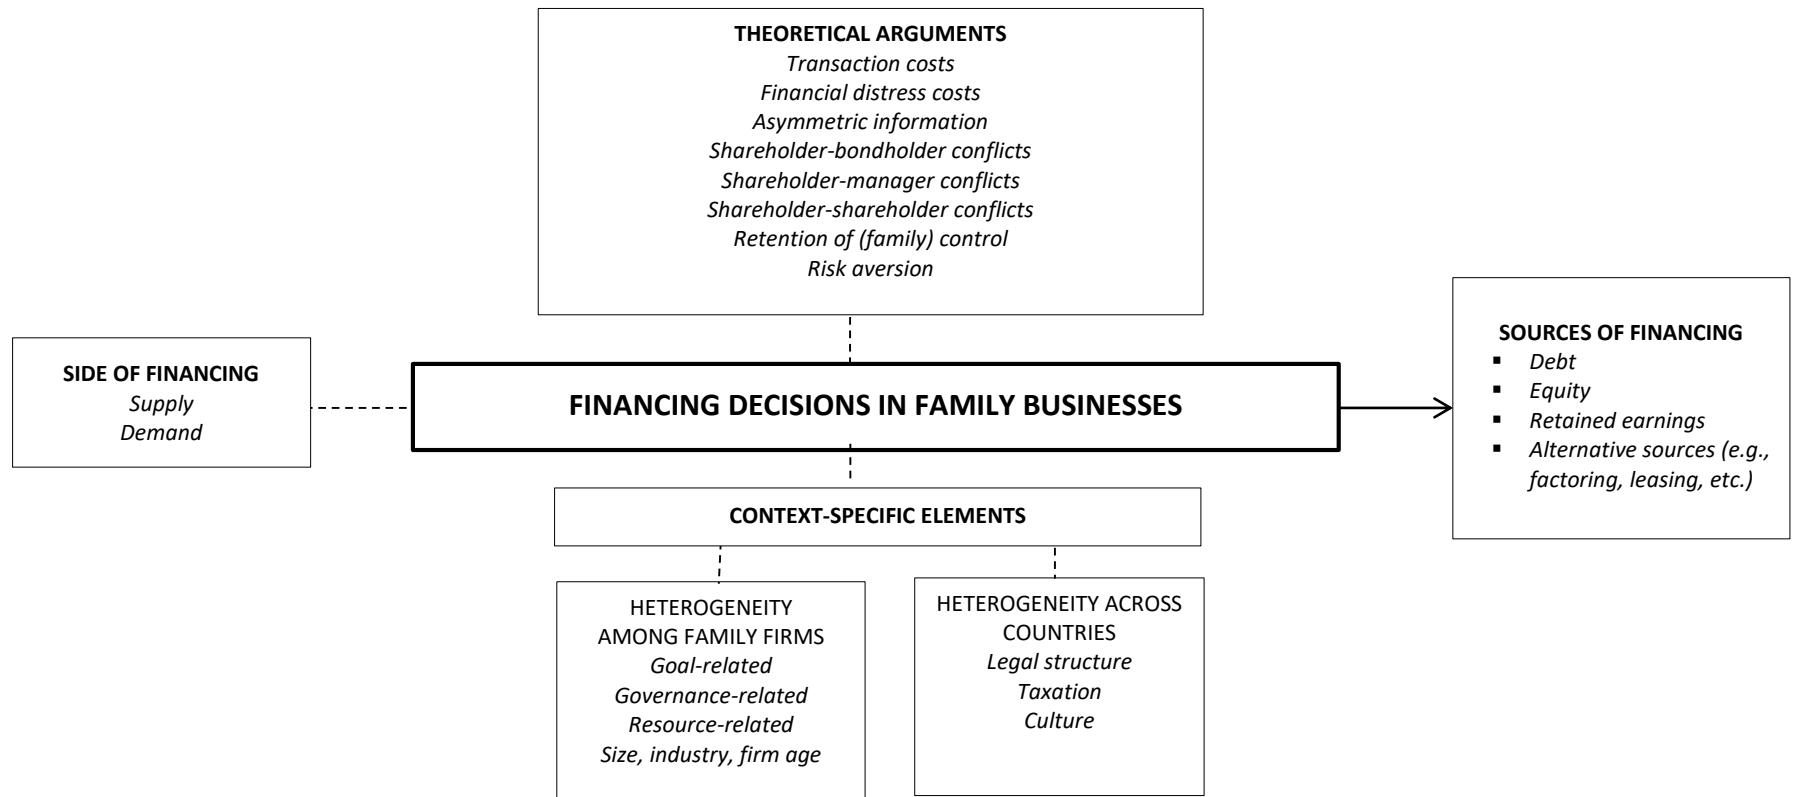 THEORETICAL ARGUMENTS
Transaction costs
Financial distress costs
Asymmetric information
Shareholder-bondholder conflicts
Shareholder-manager conflicts
Shareholder-shareholder conflicts
Retention of (family) control
Risk aversion
SIDE OF FINANCING
Supply
Demand
FINANCING DECISIONS IN FAMILY BUSINESSES
SOURCES OF FINANCING
▪ Debt
▪ Equity
▪ Retained earnings
▪ Alternative sources (e.g.,
factoring, leasing, etc.)
CONTEXT-SPECIFIC ELEMENTS
HETEROGENEITY
AMONG FAMILY FIRMS
Goal-related
Governance-related
Resource-related
Size, industry, firm age
HETEROGENEITY ACROSS
COUNTRIES
Legal structure
Taxation
Culture